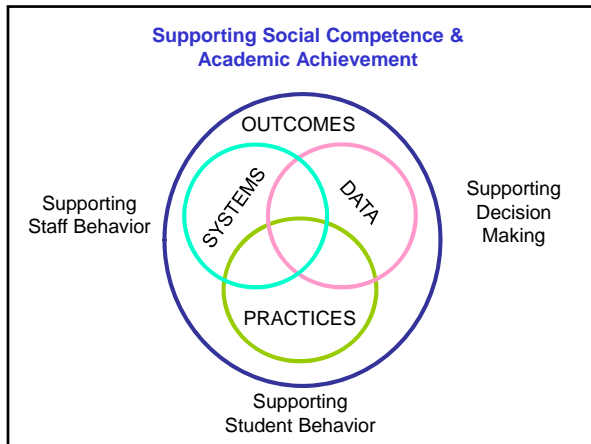 Supporting Social Competence &
Academic Achievement
OUTCOMES
SYSTEMS
DATA
Supporting
Staff Behavior
Supporting
Decision
Making
PRACTICES
Supporting
Student Behavior